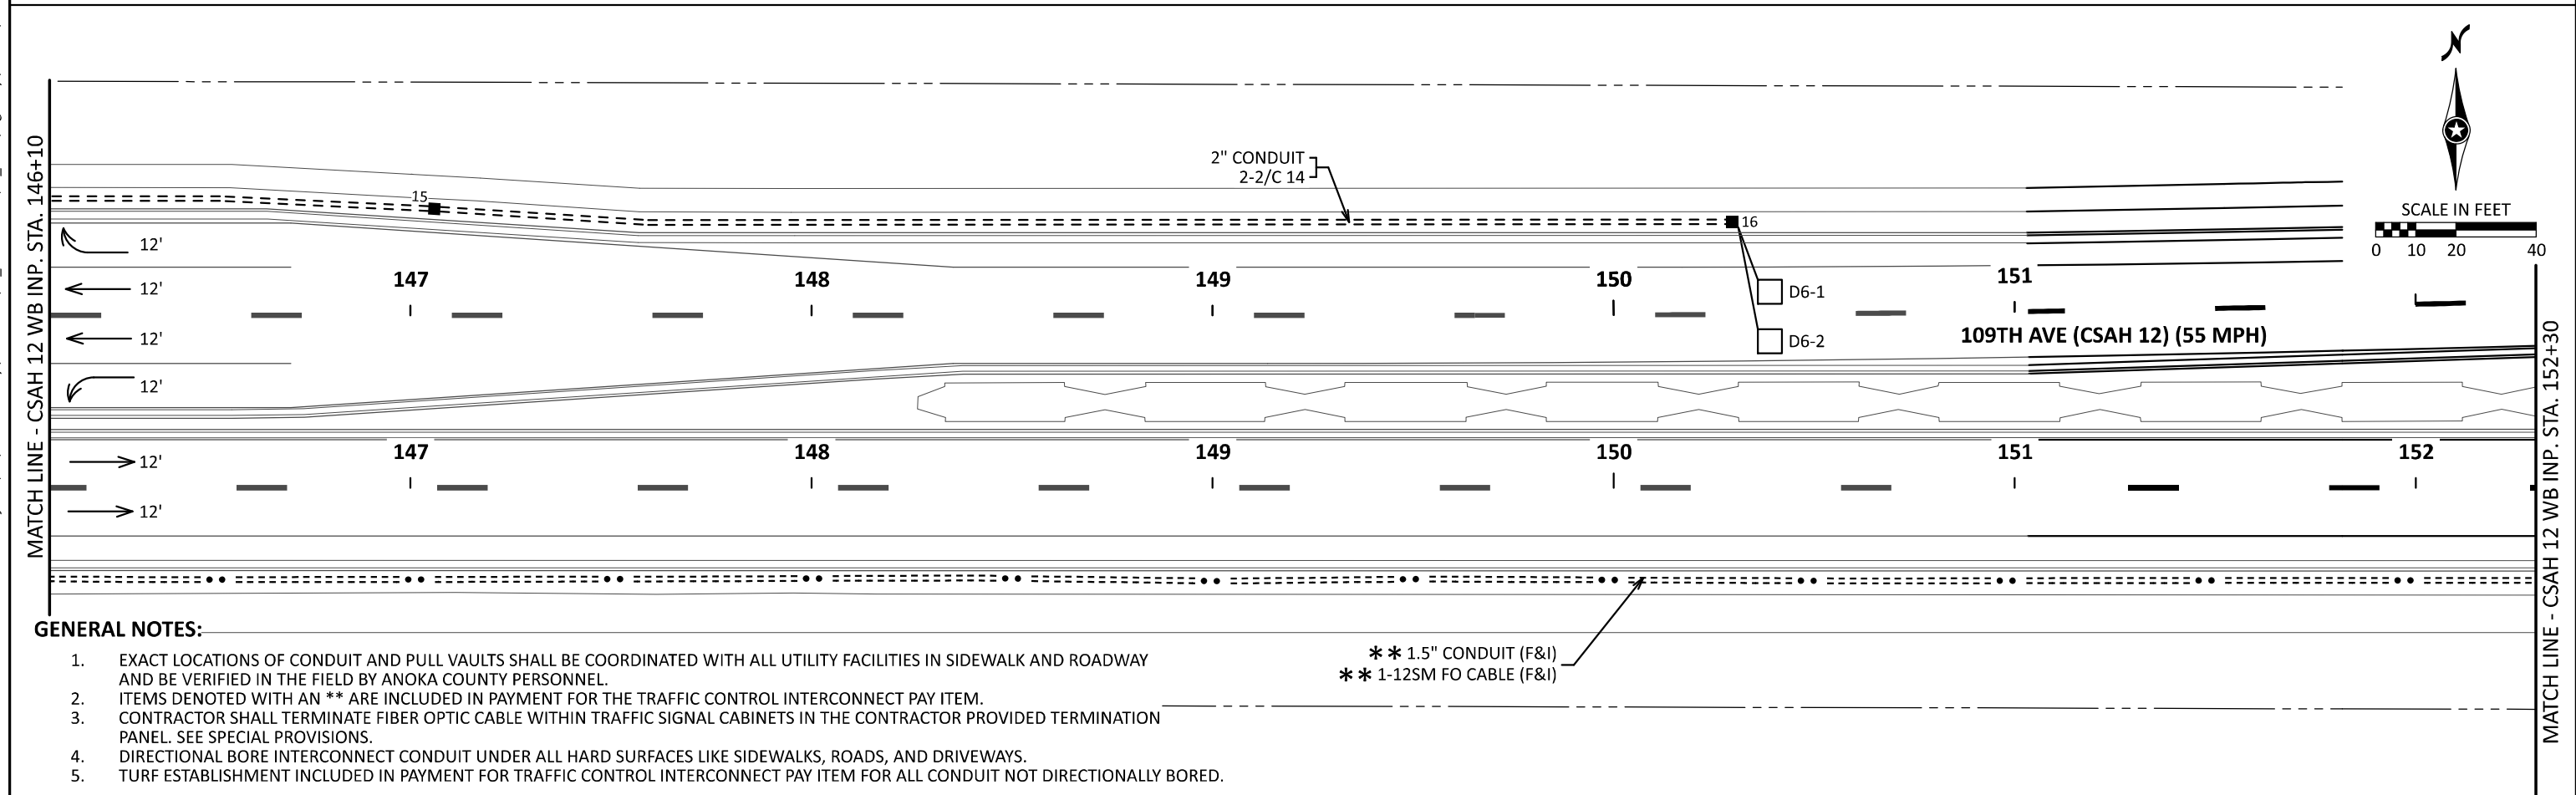 MATCH LINE - CSAH 12 WB INP. STA. 146+10
N
2" CONDUIT
2-2/C 14
15
16
SCALE IN FEET
0 10 20 40
12'
147 148 149 150 151
12'
D6-1
12'
D6-2
109TH AVE (CSAH 12) (55 MPH)
12'
147 148 149 150 151 152
12'
12'
MATCH LINE - CSAH 12 WB INP. STA. 152+30
** 1.5" CONDUIT (F&I)
** 1-12SM FO CABLE (F&I)
GENERAL NOTES:
1. EXACT LOCATIONS OF CONDUIT AND PULL VAULTS SHALL BE COORDINATED WITH ALL UTILITY FACILITIES IN SIDEWALK AND ROADWAY
AND BE VERIFIED IN THE FIELD BY ANOKA COUNTY PERSONNEL.
2. ITEMS DENOTED WITH AN ** ARE INCLUDED IN PAYMENT FOR THE TRAFFIC CONTROL INTERCONNECT PAY ITEM.
3. CONTRACTOR SHALL TERMINATE FIBER OPTIC CABLE WITHIN TRAFFIC SIGNAL CABINETS IN THE CONTRACTOR PROVIDED TERMINATION
PANEL. SEE SPECIAL PROVISIONS.
4. DIRECTIONAL BORE INTERCONNECT CONDUIT UNDER ALL HARD SURFACES LIKE SIDEWALKS, ROADS, AND DRIVEWAYS.
5. TURF ESTABLISHMENT INCLUDED IN PAYMENT FOR TRAFFIC CONTROL INTERCONNECT PAY ITEM FOR ALL CONDUIT NOT DIRECTIONALLY BORED.